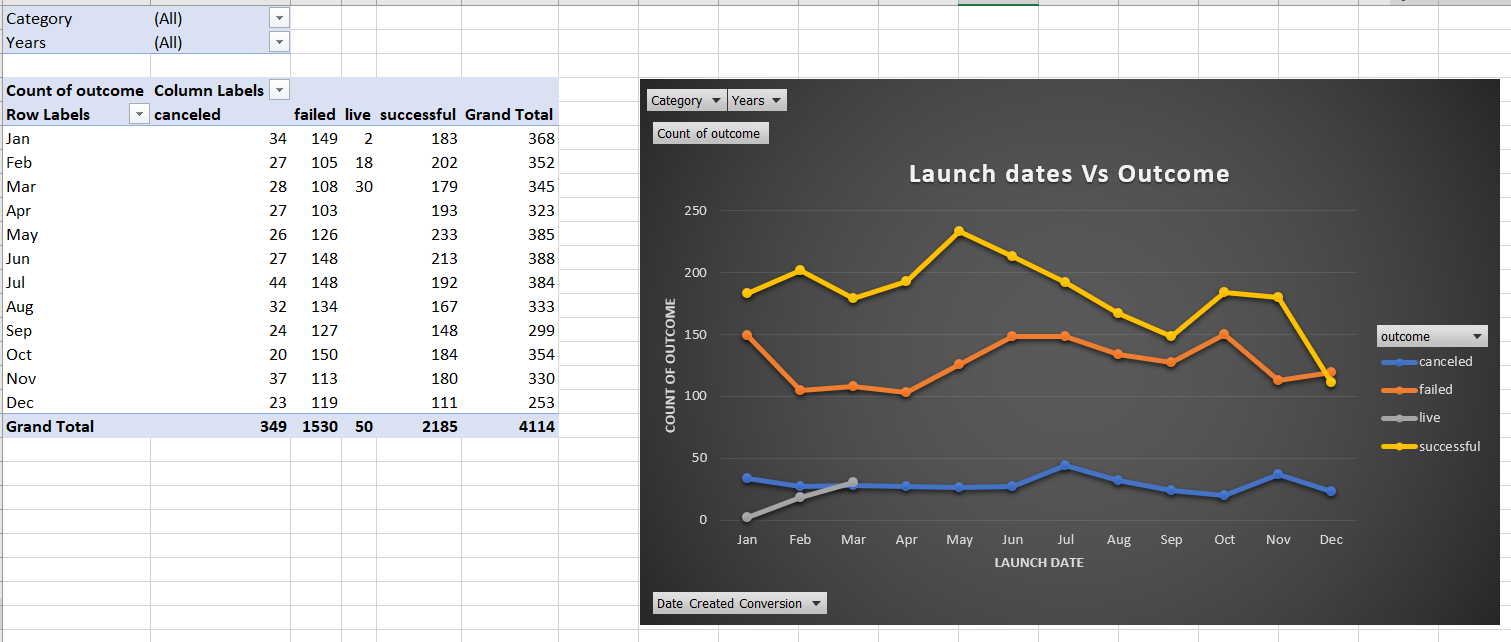 Category (All)
Years (All)
Count of outcome Column Labels
Row Labels canceled failed live successful Grand Total
Jan 34 149 2 183 368
Feb 27 105 18 202 352
Mar 28 108 30 179 345
Apr 27 103 193 323
May 26 126 233 385
Jun 27 148 213 388
Jul 44 148 192 384
Aug 32 134 167 333
Sep 24 127 148 299
Oct 20 150 184 354
Nov 37 113 180 330
Dec 23 119 111 253
Grand Total 349 1530 50 2185 4114
Category Years
Count of outcome
Launch dates Vs Outcome
COUNT OF OUTCOME
250
200
150
100
50
0
Jan Feb Mar Apr May Jun Jul Aug Sep Oct Nov Dec
LAUNCH DATE
outcome
canceled
failed
live
successful
Date Created Conversion